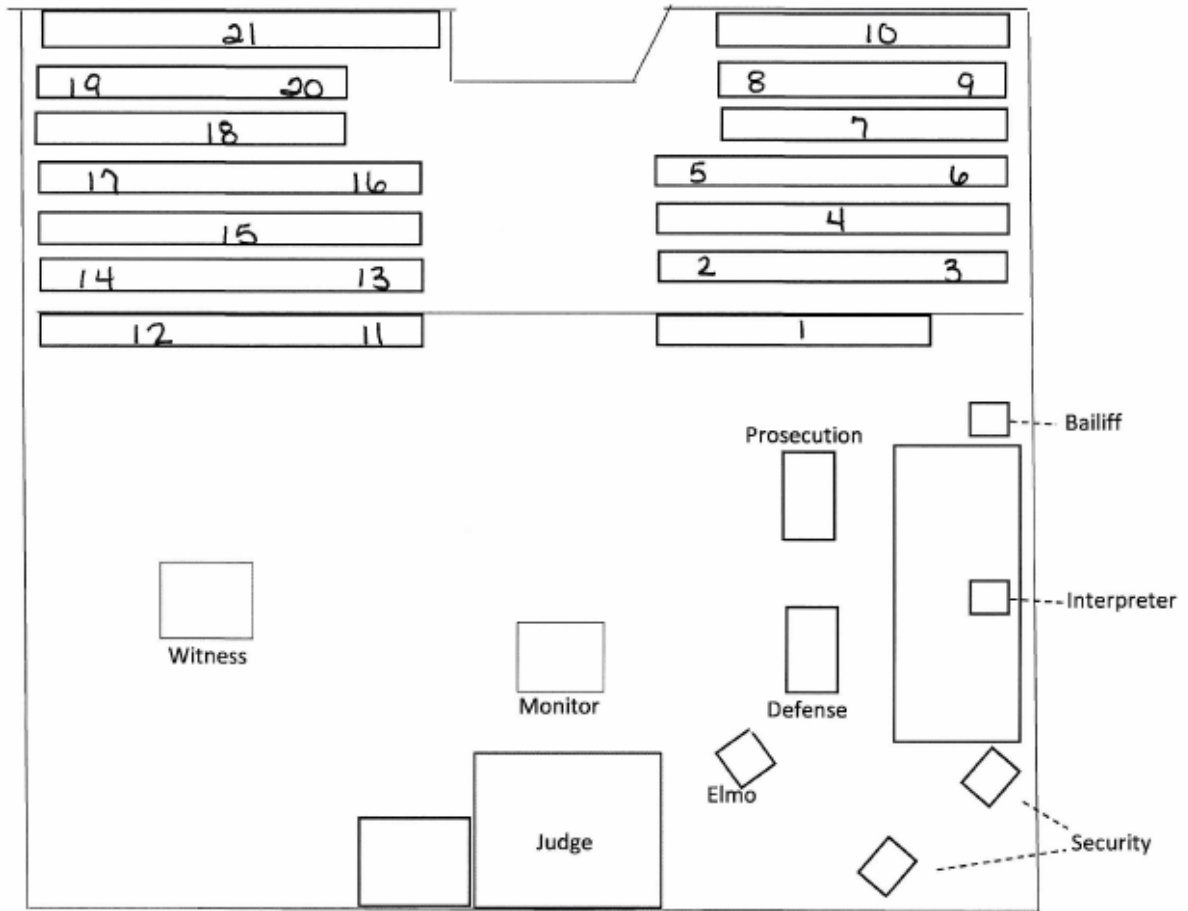 21 10
19 20 8 9
18 7
17 16 5 6
15 4
14 13 2 3
12 11 1
Bailiff
Prosecution
Interpreter
Witness
Monitor
Defense
Elmo
Judge
Security